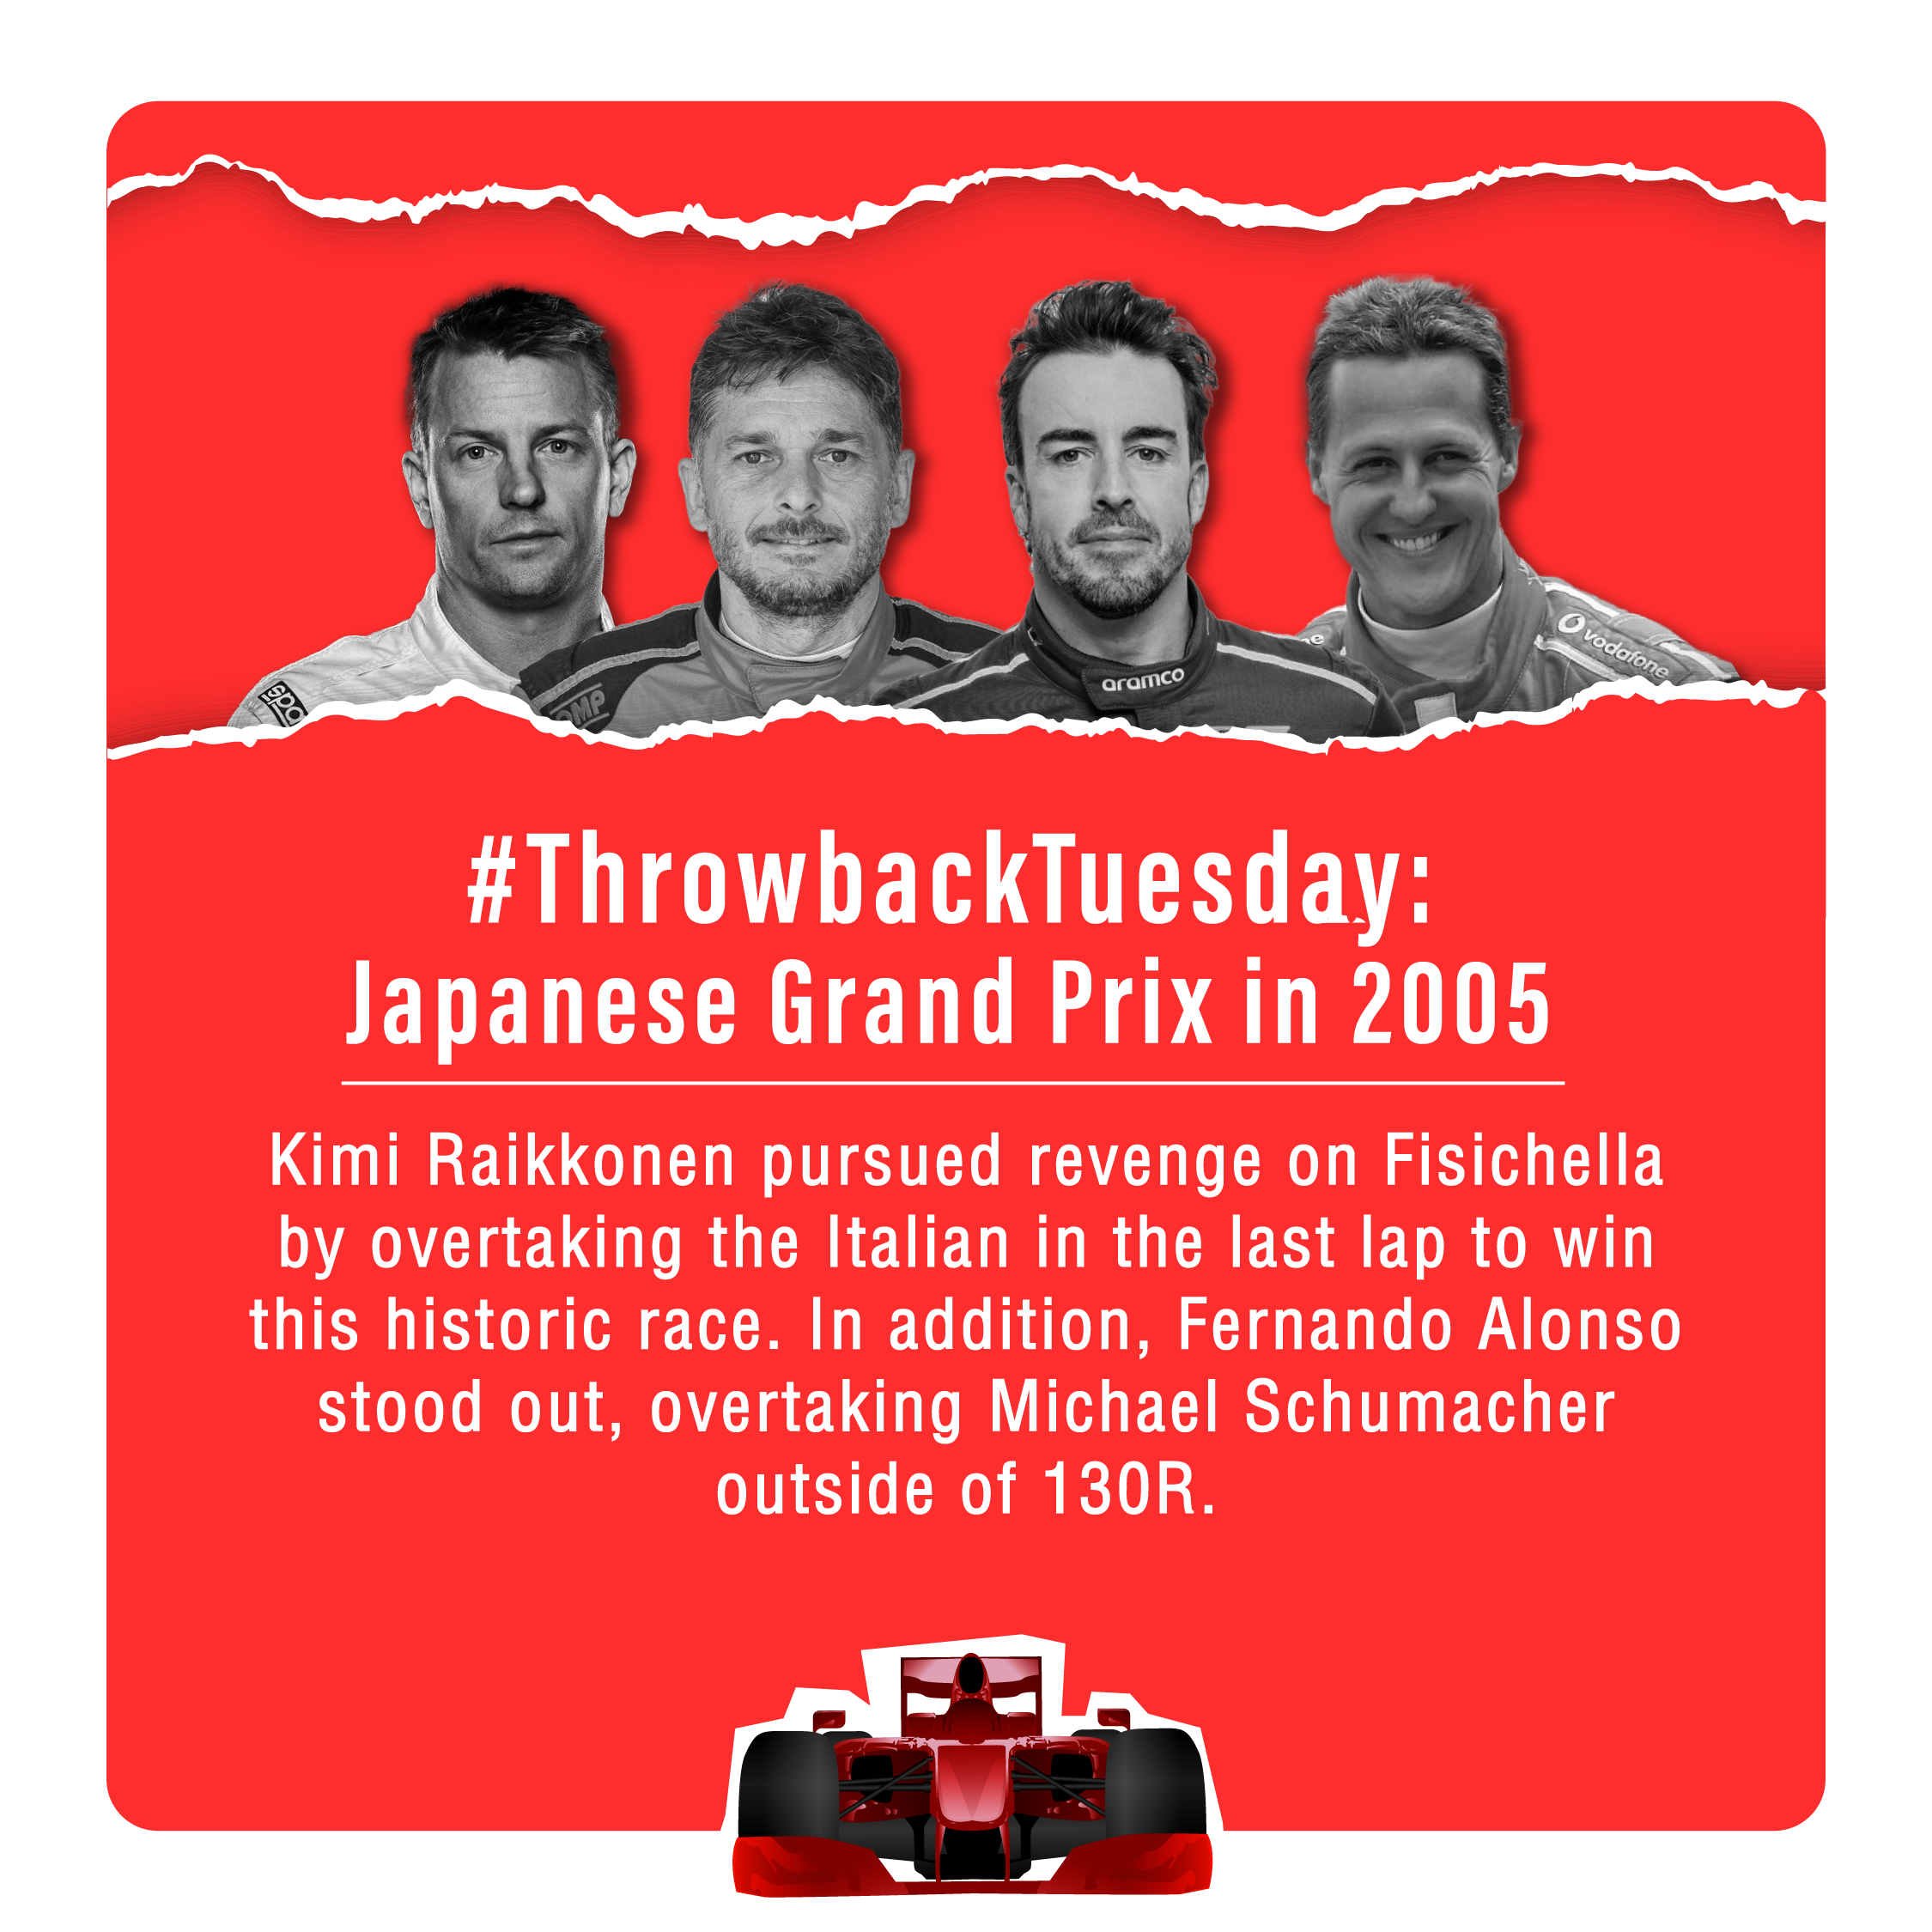 sparco
OMP
aramco
vodafone
#ThrowbackTuesday:
Japanese Grand Prix in 2005
Kimi Raikkonen pursued revenge on Fisichella
by overtaking the Italian in the last lap to win
this historic race. In addition, Fernando Alonso
stood out, overtaking Michael Schumacher
outside of 130R.